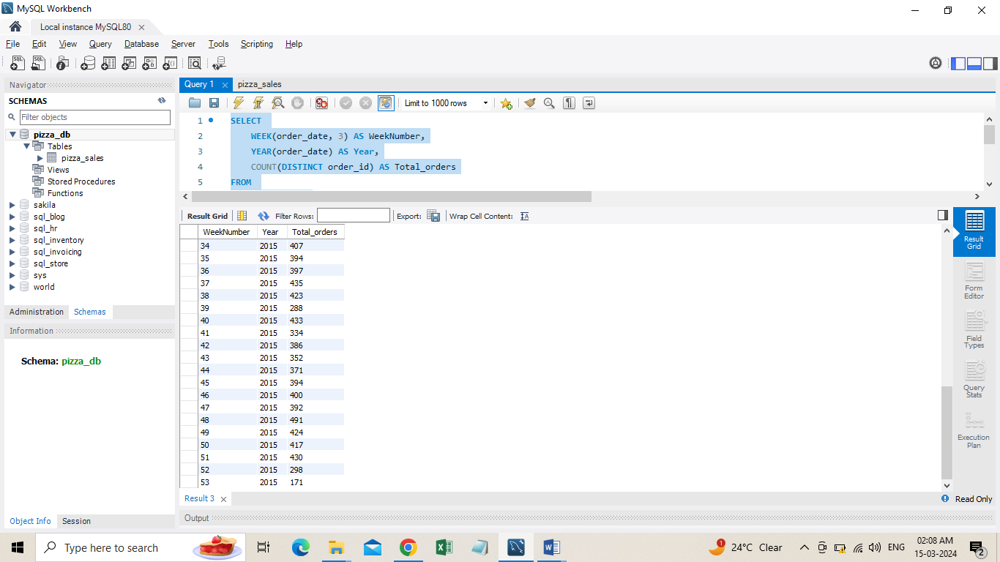 MySQL Workbench
Local instance MySQL80
File Edit View Query Database Server Tools Scripting Help
Navigator
SCHEMAS
Filter objects
pizza_db
Tables
pizza_sales
Views
Stored Procedures
Functions
sakila
sql_blog
sql_hr
sql_inventory
sql_invoicing
sql_store
sys
world
Administration Schemas
Information
Schema: pizza_db
Object Info Session
Query 1 pizza_sales
Limit to 1000 rows
1 SELECT
2 WEEK(order_date, 3) AS WeekNumber,
3 YEAR(order_date) AS Year,
4 COUNT(DISTINCT order_id) AS Total_orders
5 FROM
Result Grid Filter Rows: Export: Wrap Cell Content:
WeekNumber Year Total_orders
34 2015 407
35 2015 394
36 2015 397
37 2015 435
38 2015 423
39 2015 288
40 2015 433
41 2015 334
42 2015 386
43 2015 352
44 2015 371
45 2015 394
46 2015 400
47 2015 392
48 2015 491
49 2015 424
50 2015 417
51 2015 430
52 2015 298
53 2015 171
Result
Grid
Form
Editor
Field
Types
Query
Stats
Execution
Plan
Result 3
Read Only
Output
Type here to search
1
24°C Clear
ENG
02:08 AM
15-03-2024
2